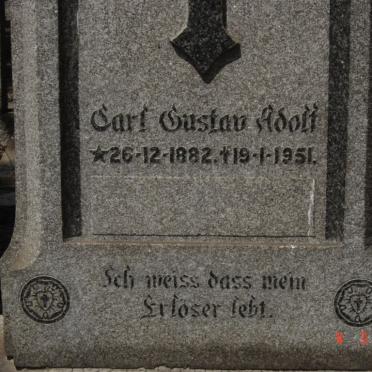 Carl Gustav Adolf
★26-12-1882.✝19-1-1951.
Ich weiss dass mein
Erlöser lebt.